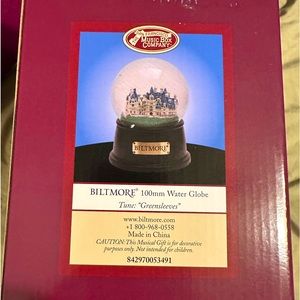 SAN FRANCISCO
MUSIC BOX
COMPANY
BILTMORE
BILTMORE® 100mm Water Globe
Tune: "Greensleeves"
www.biltmore.com
+1 800-968-0558
Made in China
CAUTION: This Musical Gift is for decorative
purposes only. Not intended for children.
842970053491